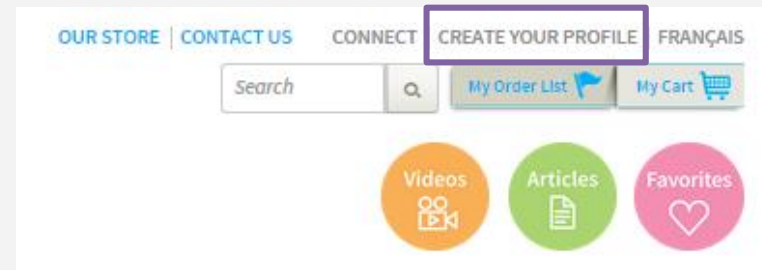 OUR STORE | CONTACT US CONNECT | CREATE YOUR PROFILE | FRANÇAIS
Search My Order List My Cart
Videos Articles Favorites